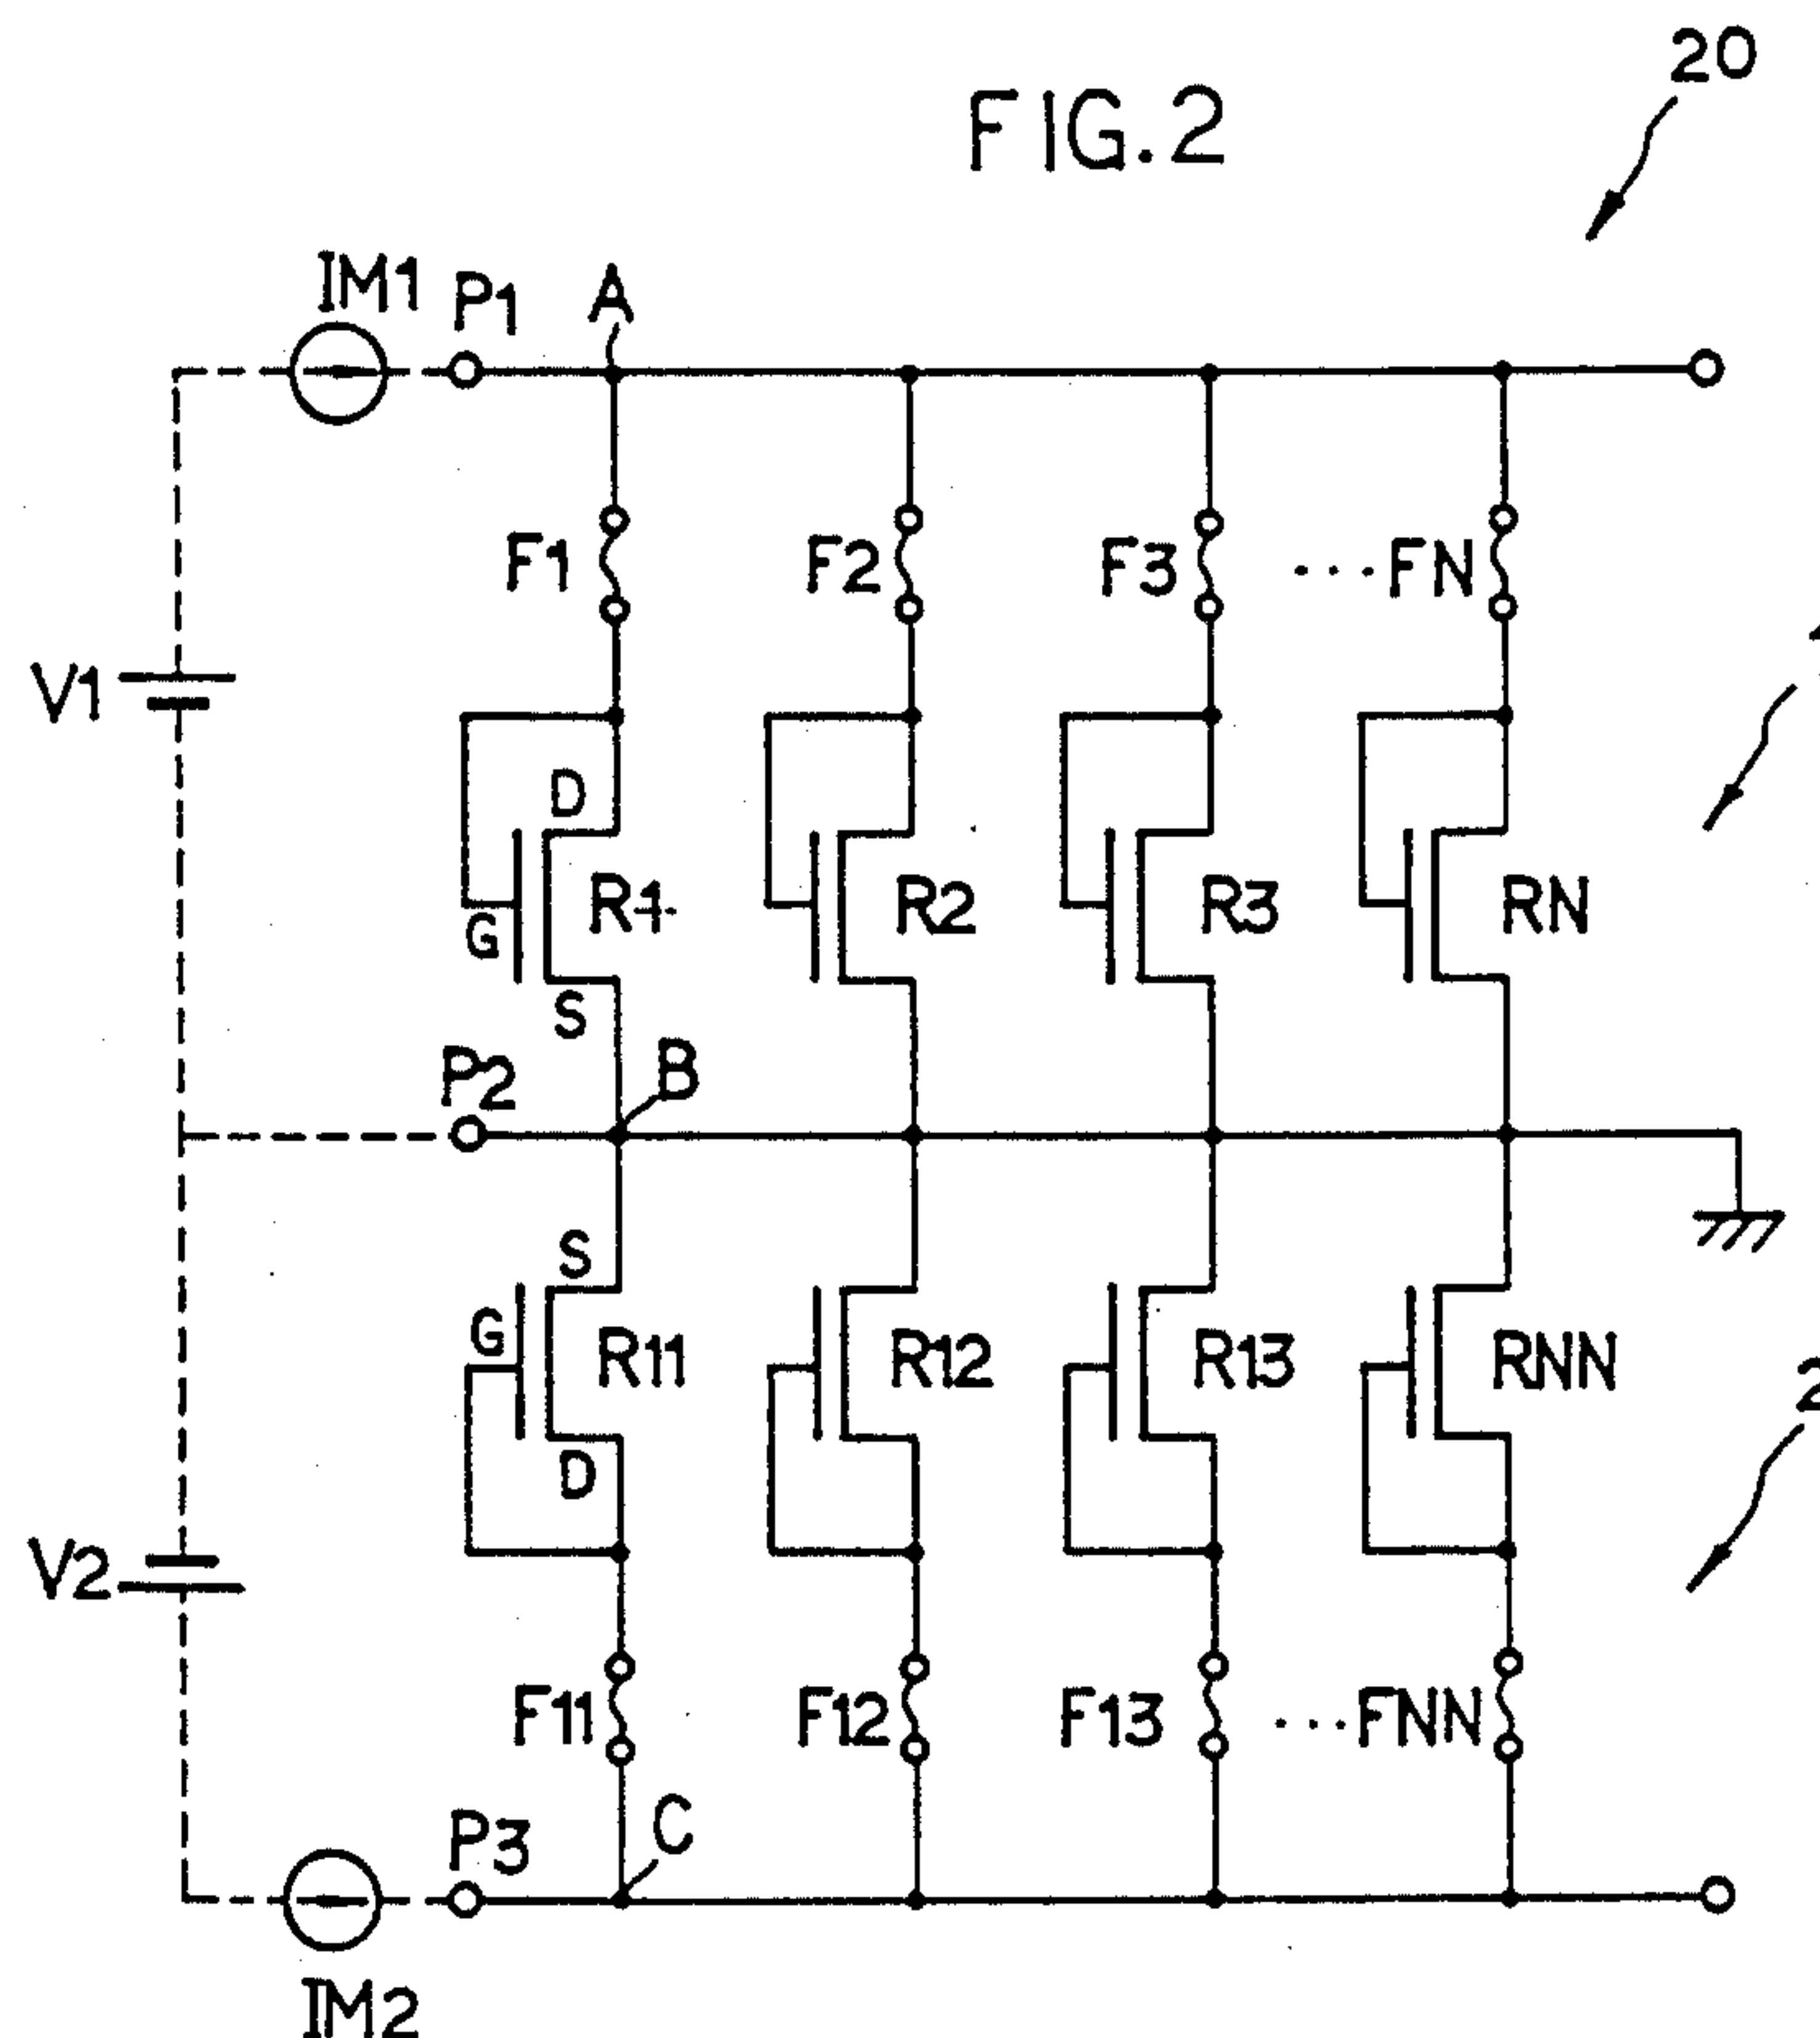 20
FIG.2
IM1 P1 A
F1 F2 F3 ...FN
V1
D
R1 R2 R3 RN
G
S
P2 B
S
G R11 R12 R13 RNN
D
V2
F11 F12 F13 ...FNN
P3 C
IM2